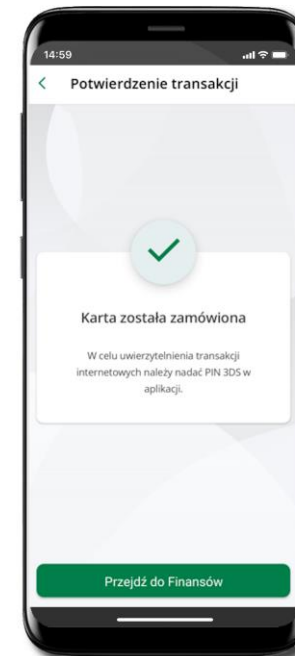 14:59
Potwierdzenie transakcji
Karta została zamówiona
W celu uwierzytelnienia transakcji
internetowych należy nadać PIN 3DS w
aplikacji.
Przejdź do Finansów